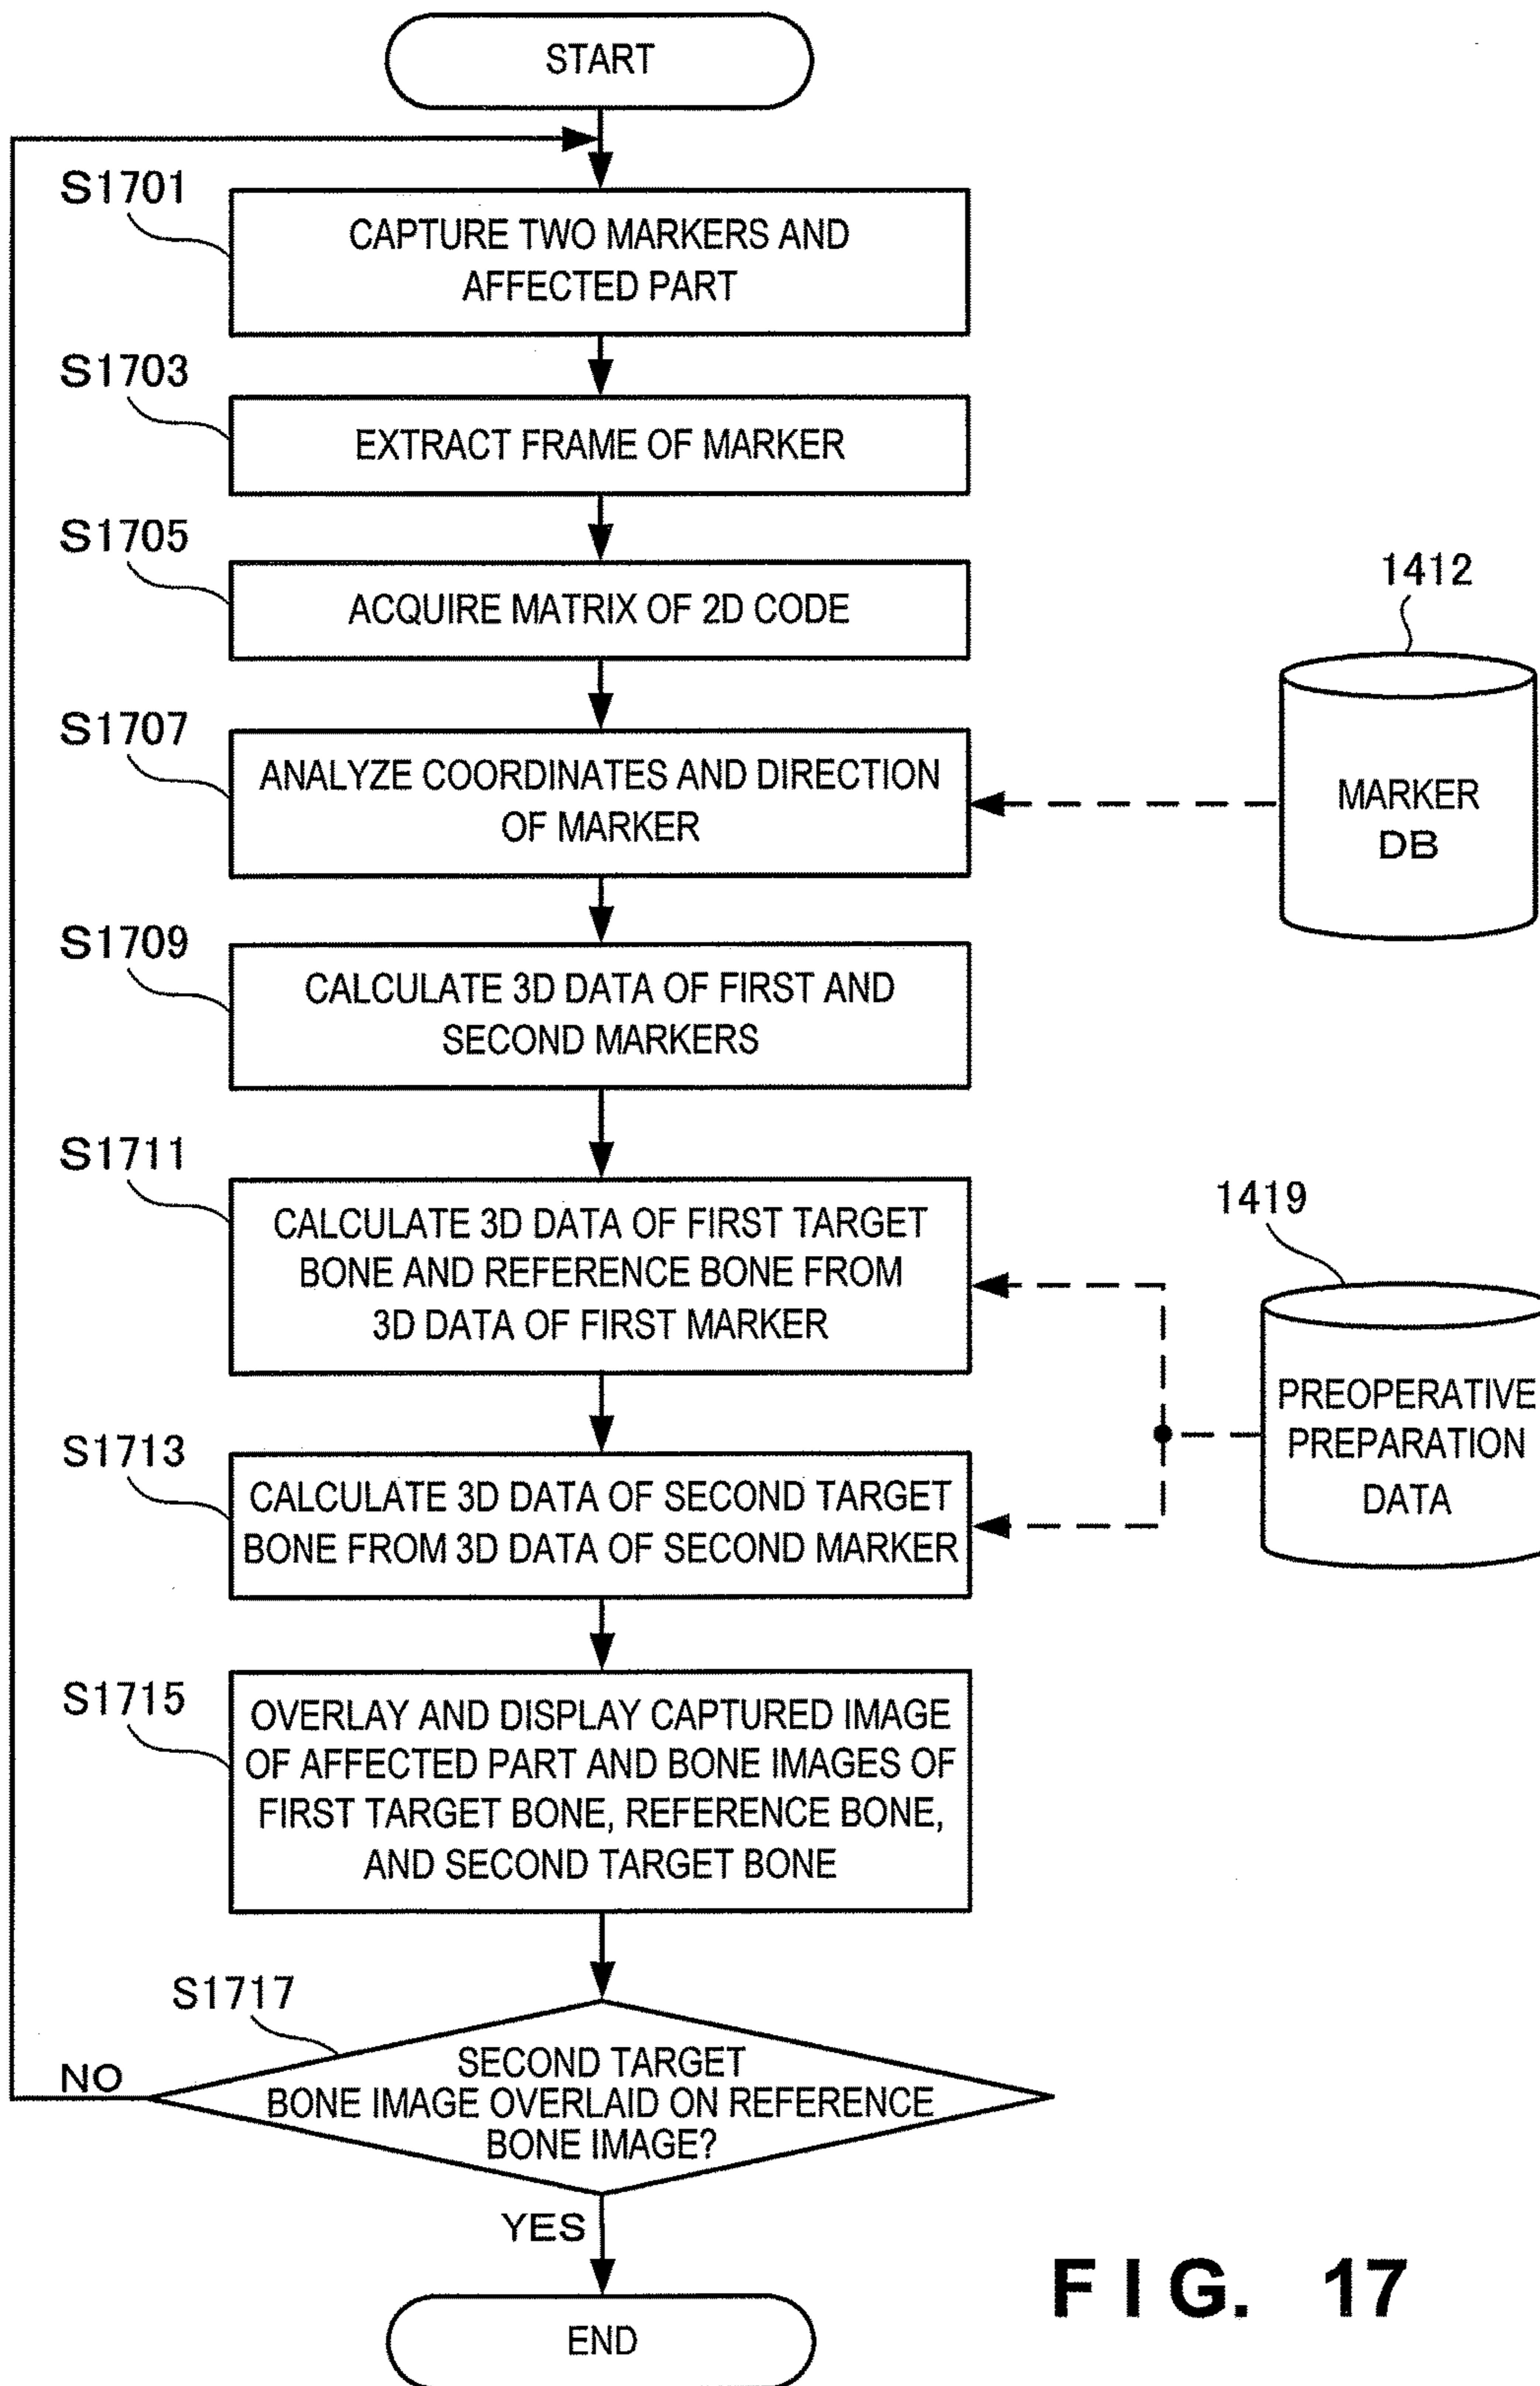 START
S1701
CAPTURE TWO MARKERS AND
AFFECTED PART
S1703
EXTRACT FRAME OF MARKER
S1705
ACQUIRE MATRIX OF 2D CODE
1412
S1707
ANALYZE COORDINATES AND DIRECTION
OF MARKER
MARKER
DB
S1709
CALCULATE 3D DATA OF FIRST AND
SECOND MARKERS
S1711
CALCULATE 3D DATA OF FIRST TARGET
BONE AND REFERENCE BONE FROM
3D DATA OF FIRST MARKER
1419
PREOPERATIVE
PREPARATION
DATA
S1713
CALCULATE 3D DATA OF SECOND TARGET
BONE FROM 3D DATA OF SECOND MARKER
S1715
OVERLAY AND DISPLAY CAPTURED IMAGE
OF AFFECTED PART AND BONE IMAGES OF
FIRST TARGET BONE, REFERENCE BONE,
AND SECOND TARGET BONE
S1717
SECOND TARGET
BONE IMAGE OVERLAID ON REFERENCE
BONE IMAGE?
NO
YES
END
FIG. 17